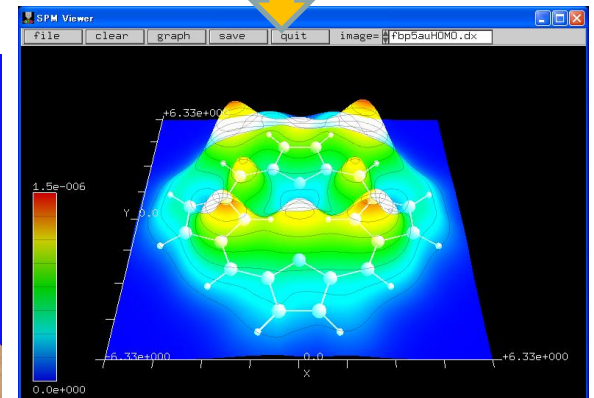 SPM Viewer
file clear graph save quit image= fbp5auHOMO.dx
+6.33e+000
1.5e-006
Y 0.0
-6.33e+000 0.0 +6.33e+000
X
0.0e+000